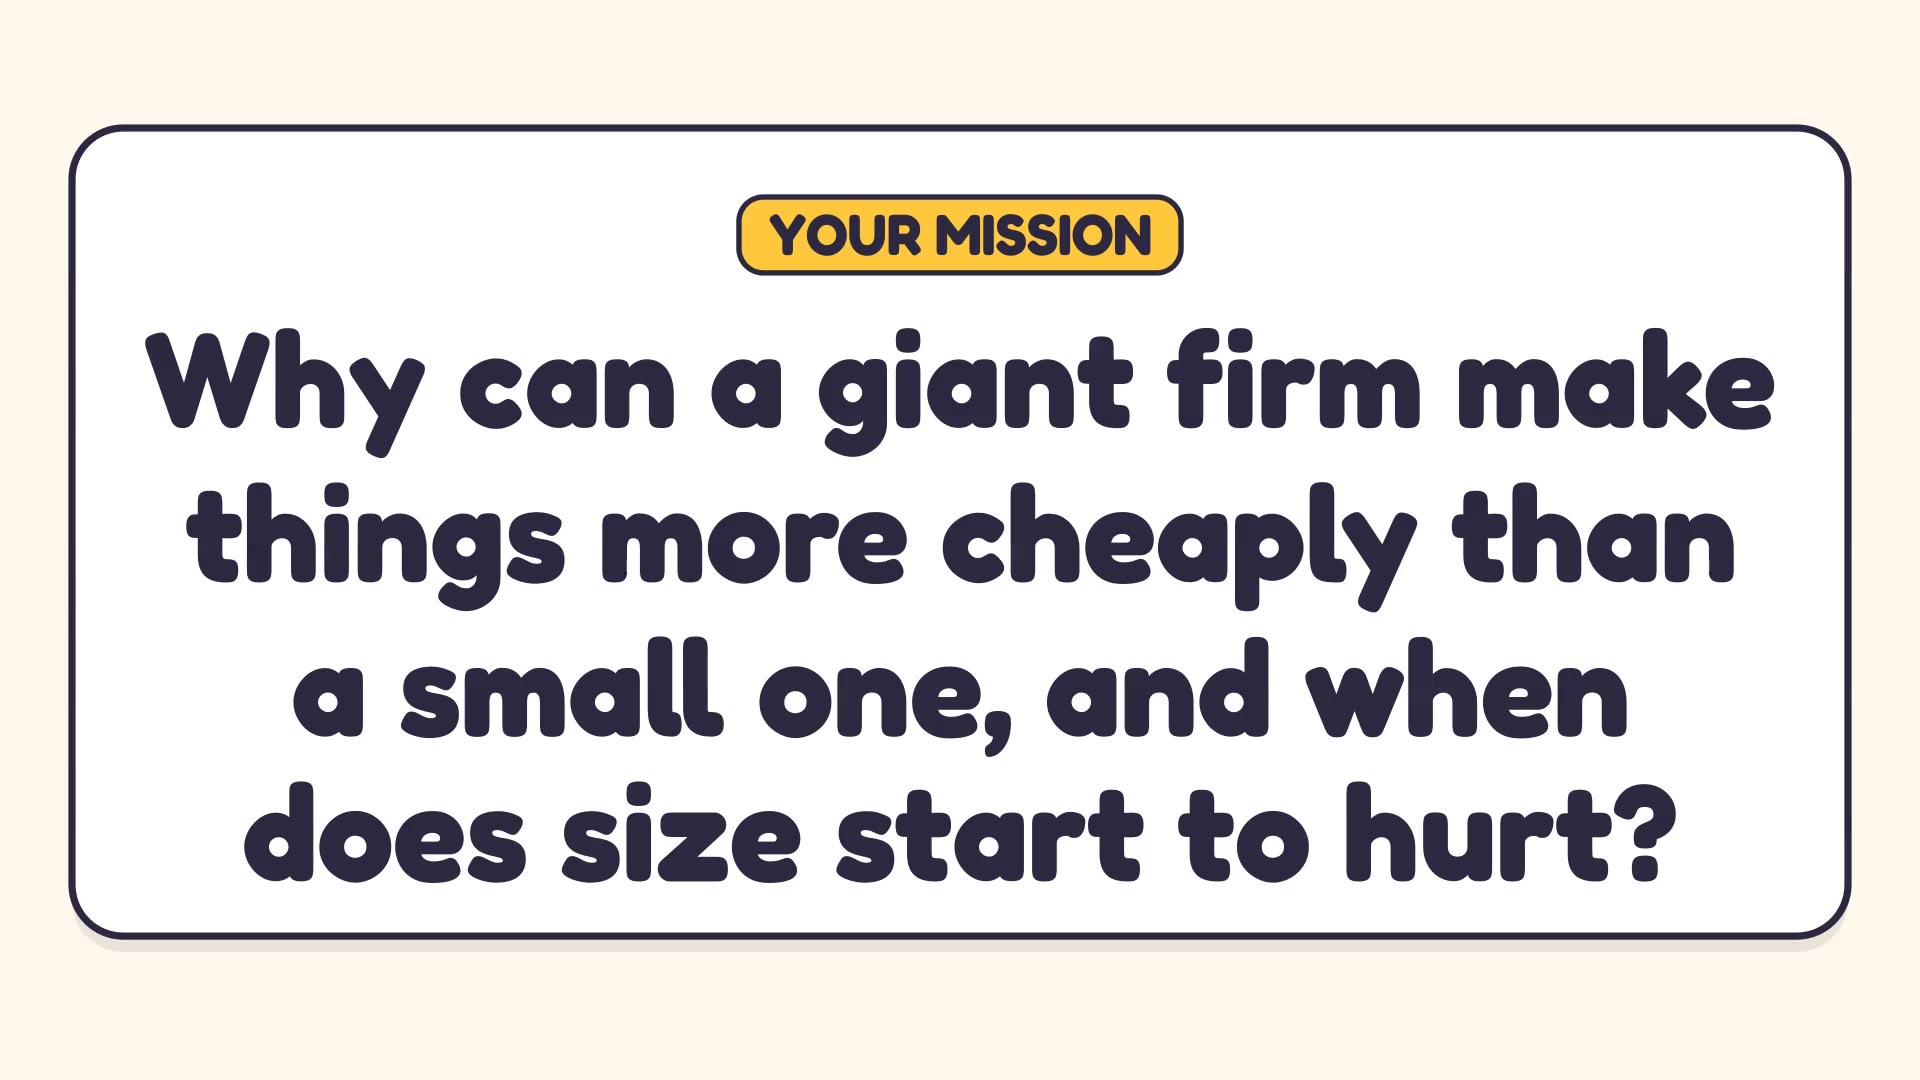 YOUR MISSION
Why can a giant firm make
things more cheaply than
a small one, and when
does size start to hurt?